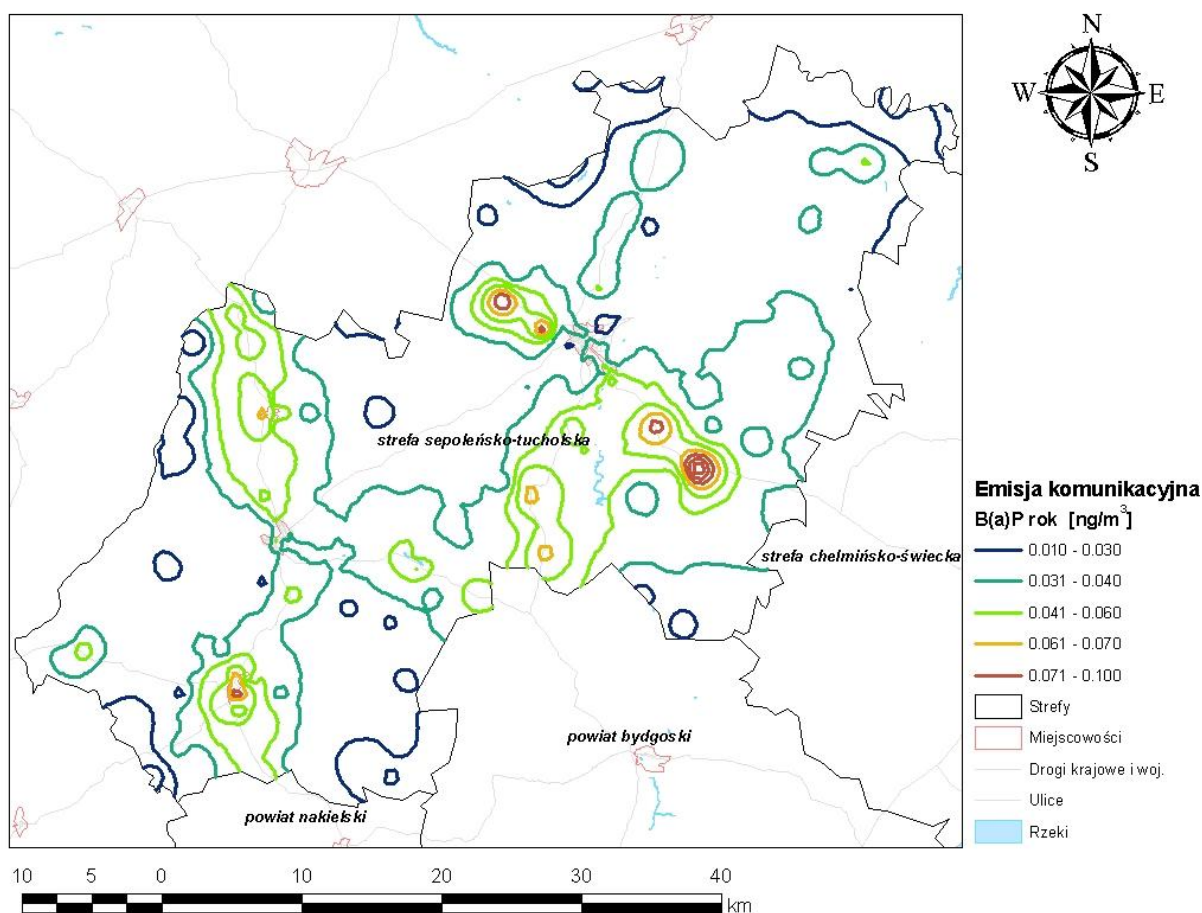 N
W E
S
strefa sepoleńsko-tucholska
strefa chelmińsko-świecka
powiat bydgoski
powiat nakielski
Emisja komunikacyjna
B(a)P rok [ng/m³]
0.010 - 0.030
0.031 - 0.040
0.041 - 0.060
0.061 - 0.070
0.071 - 0.100
Strefy
Miejscowości
Drogi krajowe i woj.
Ulice
Rzeki
10 5 0 10 20 30 40
km